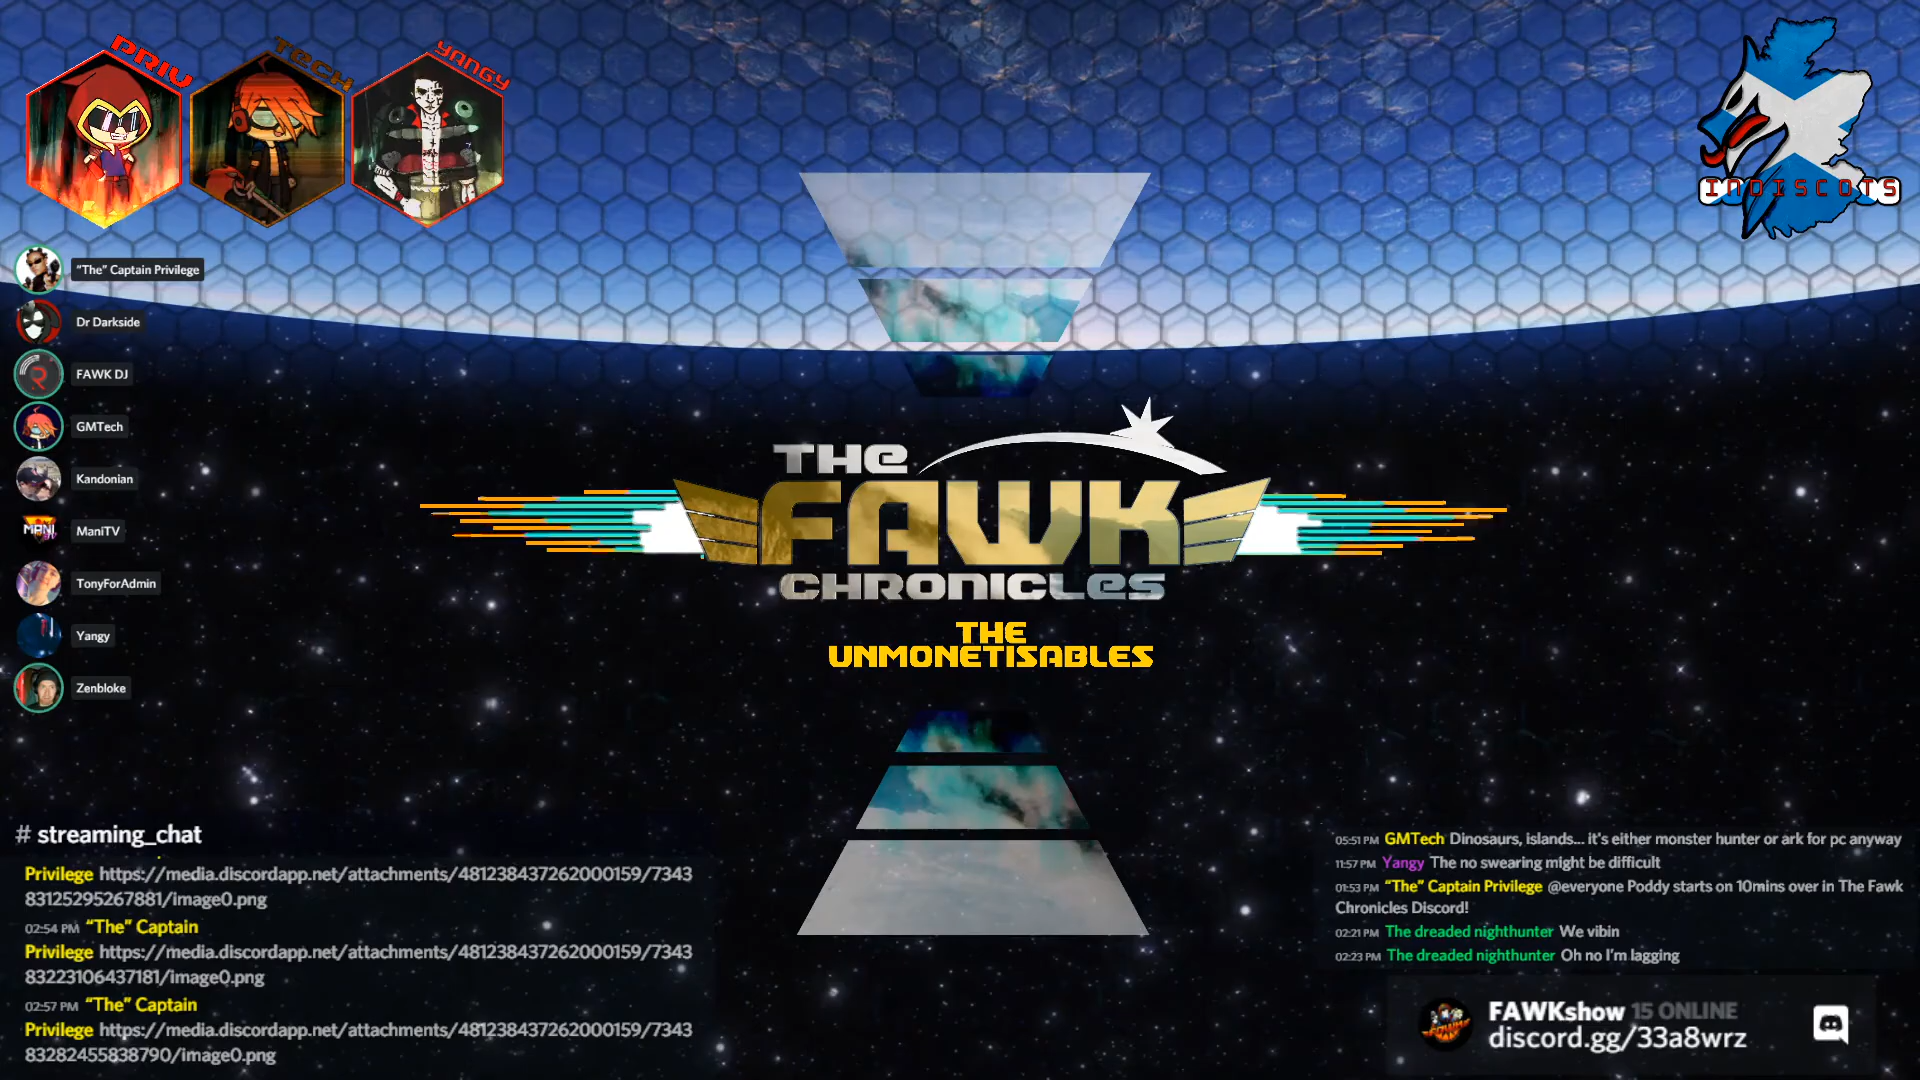 PRIV
TECH
YANGY
INDISCOTS
“The” Captain Privilege
Dr Darkside
FAWK DJ
GMTech
Kandonian
MANI
ManiTV
TonyForAdmin
Yangy
Zenbloke
THE
FAWK
CHRONICLES
THE
UNMONETISABLES
# streaming_chat
Privilege https://media.discordapp.net/attachments/481238437262000159/7343
83125295267881/image0.png
02:54 PM “The” Captain
Privilege https://media.discordapp.net/attachments/481238437262000159/7343
83223106437181/image0.png
02:57 PM “The” Captain
Privilege https://media.discordapp.net/attachments/481238437262000159/7343
83282455838790/image0.png
05:51 PM GMTech Dinosaurs, islands... it's either monster hunter or ark for pc anyway
11:57 PM Yangy The no swearing might be difficult
01:53 PM “The” Captain Privilege @everyone Poddy starts on 10mins over in The Fawk
Chronicles Discord!
02:21 PM The dreaded nighthunter We vibin
02:23 PM The dreaded nighthunter Oh no I'm lagging
FAWKshow 15 ONLINE
discord.gg/33a8wrz